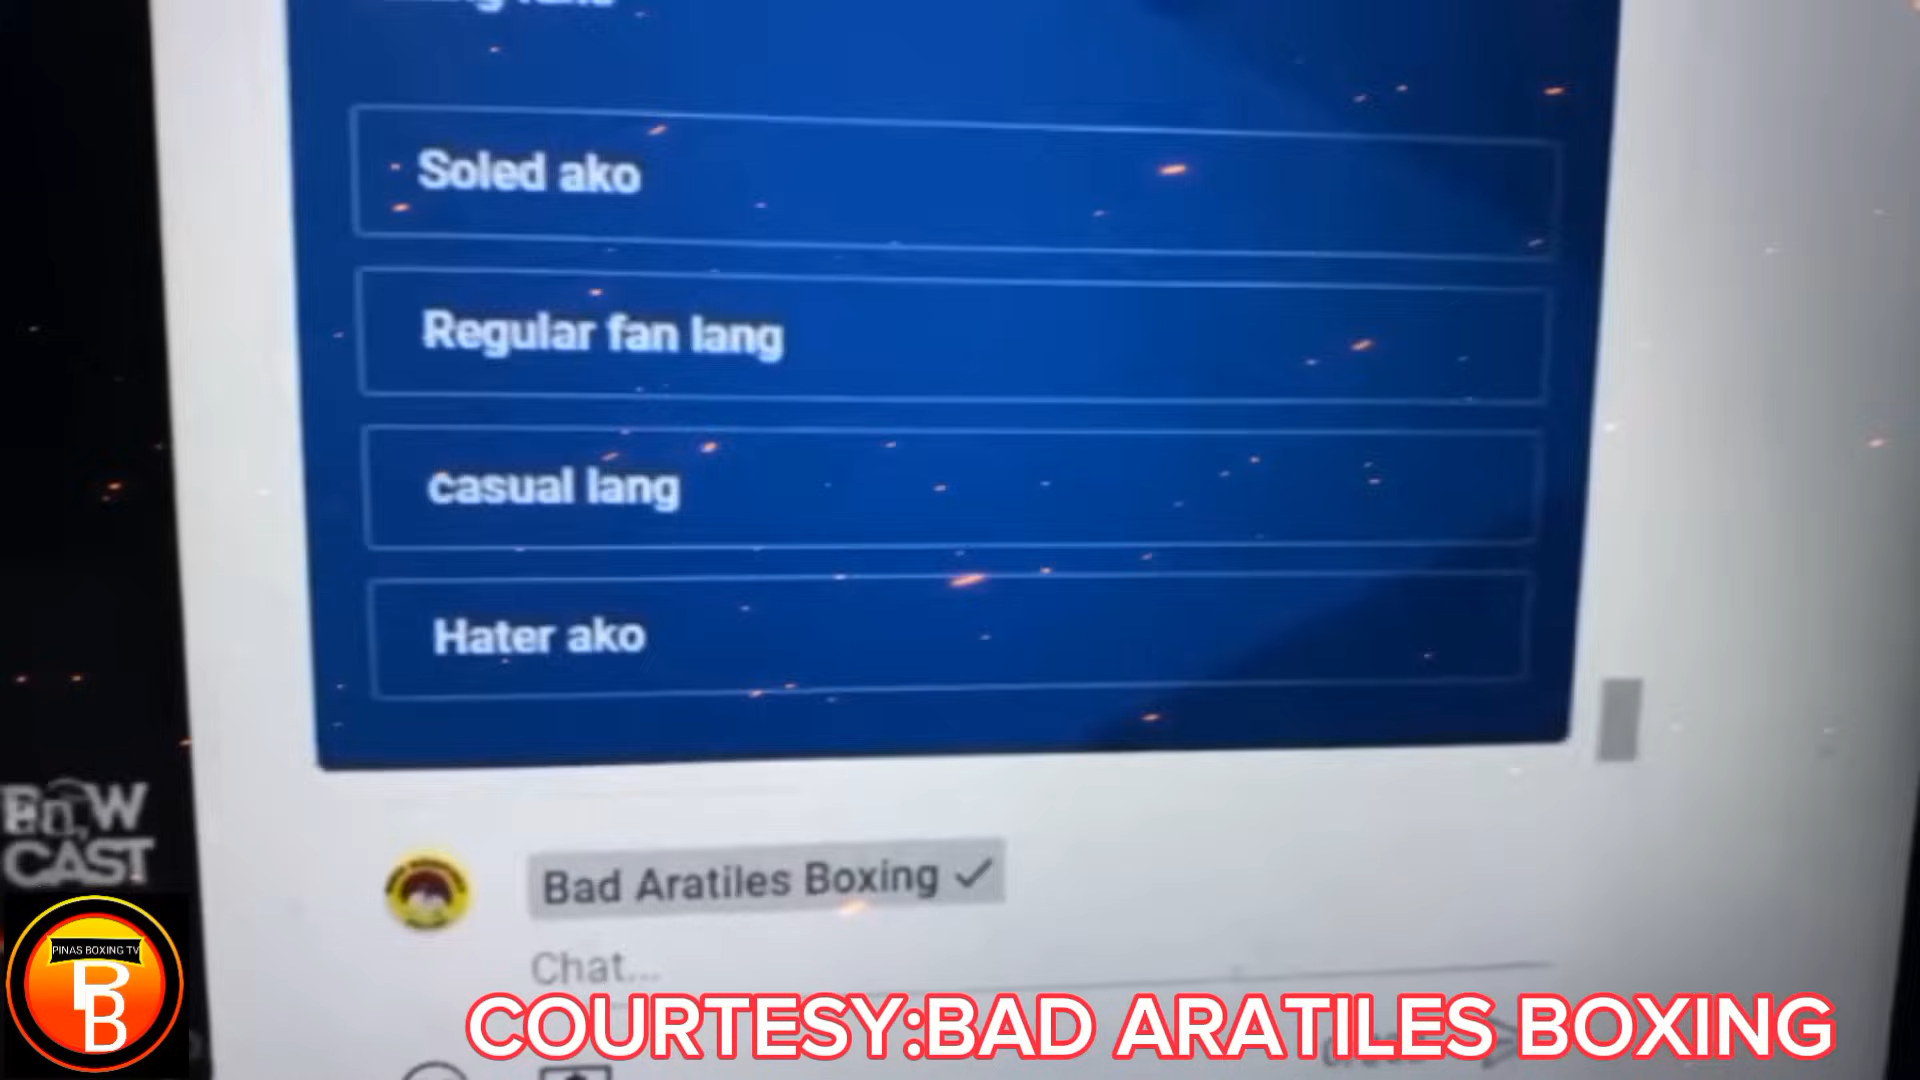 Soled ako
Regular fan lang
casual lang
Hater ako
CAST
Bad Aratiles Boxing
Chat...
PINAS BOXING TV
B
B
COURTESY:BAD ARATILES BOXING